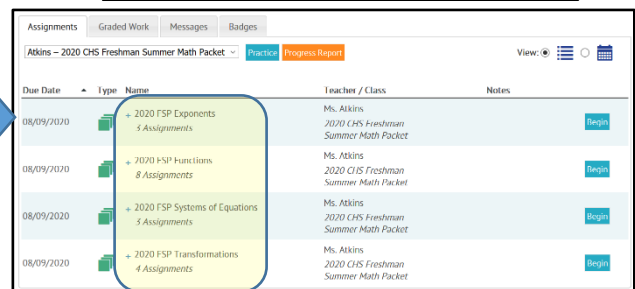 Assignments Graded Work Messages Badges
Atkins – 2020 CHS Freshman Summer Math Packet Practice Progress Report View:
Due Date Type Name Teacher / Class Notes
08/09/2020 + 2020 FSP Exponents Ms. Atkins Begin
3 Assignments 2020 CHS Freshman
Summer Math Packet
08/09/2020 + 2020 FSP Functions Ms. Atkins Begin
8 Assignments 2020 CHS Freshman
Summer Math Packet
08/09/2020 + 2020 FSP Systems of Equations Ms. Atkins Begin
3 Assignments 2020 CHS Freshman
Summer Math Packet
08/09/2020 + 2020 FSP Transformations Ms. Atkins Begin
4 Assignments 2020 CHS Freshman
Summer Math Packet